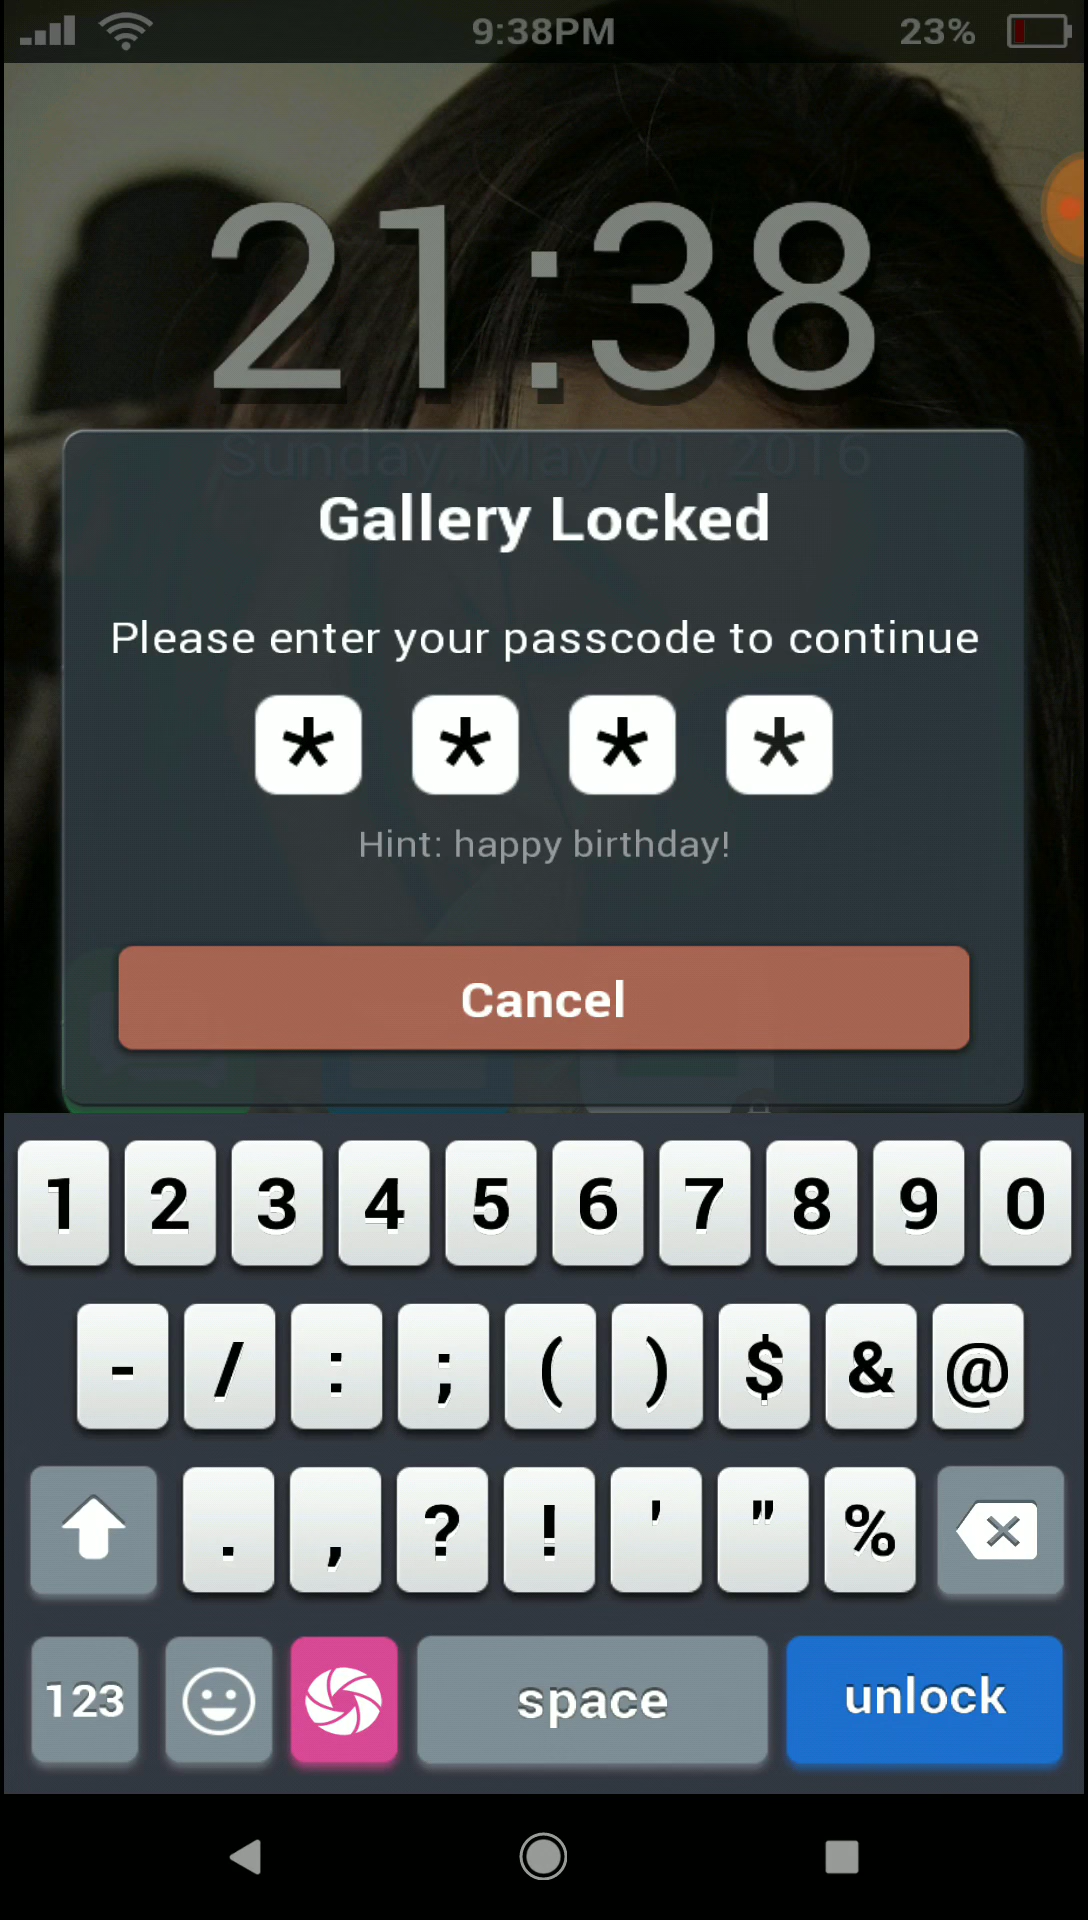 9:38PM 23%
21:38
Sunday, May 01, 2016
Gallery Locked
Please enter your passcode to continue
* * * *
Hint: happy birthday!
Cancel
1 2 3 4 5 6 7 8 9 0
- / : ; ( ) $ & @
. , ? ! ' " %
123 space unlock